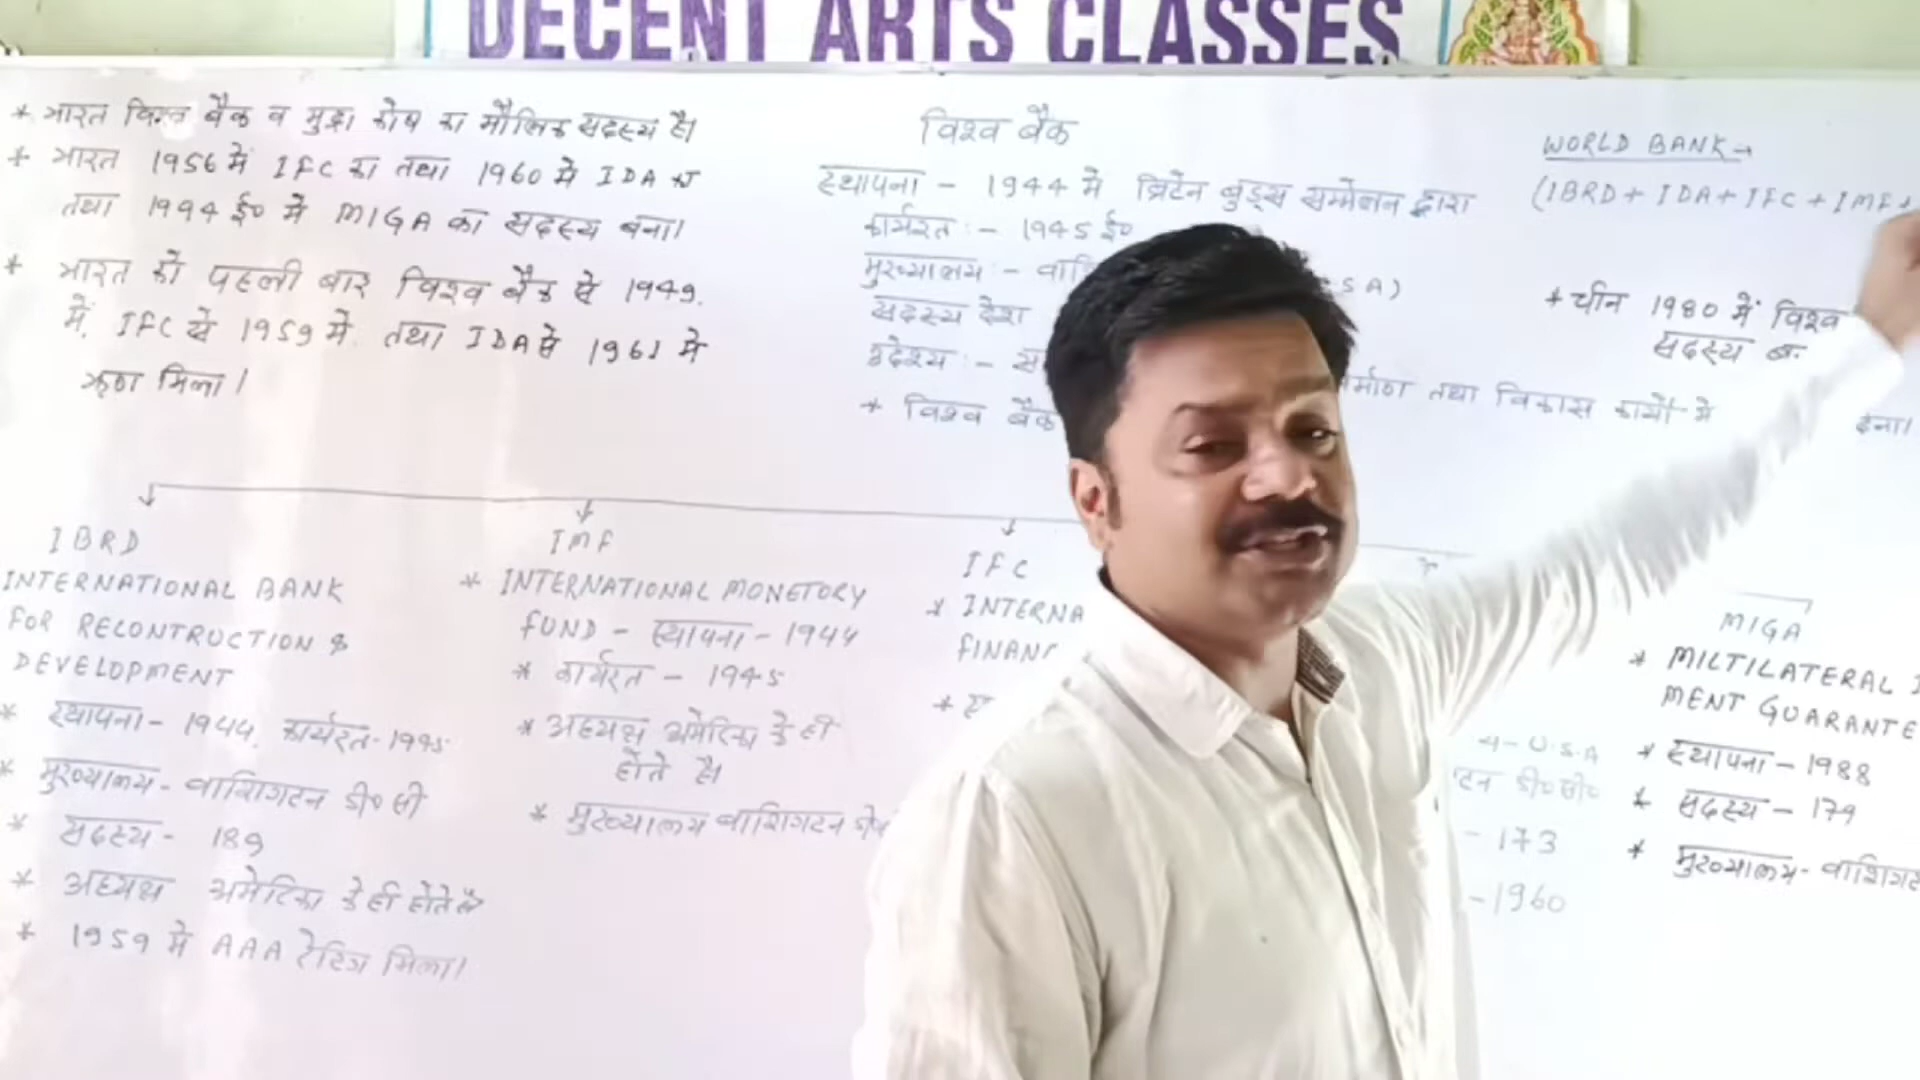 DECENT ARTS CLASSES
* भारत विश्व बैंक व मुद्रा कोष का मौलिक सदस्य है।
* भारत 1956 में IFC का तथा 1960 में IDA का
तथा 1994 ई० में MIGA का सदस्य बना।
* भारत को पहली बार विश्व बैंक से 1949.
में, IFC से 1959 में तथा IDA से 1961 में
ऋण मिला।
विश्व बैंक
स्थापना - 1944 में ब्रिटेन वुड्स सम्मेलन द्वारा
कार्यरत :- 1945 ई०
मुख्यालय :- वाशि
SA)
सदस्य देश
उद्देश्य :- स
र्माण तथा विकास कार्यो में
देना।
* विश्व बैंक
WORLD BANK→
(IBRD + IDA + IFC + IMF +
* चीन 1980 में विश्व
सदस्य ब
IBRD
INTERNATIONAL BANK
FOR RECONTRUCTION &
DEVELOPMENT
* स्थापना - 1944, कार्यरत - 1945
* मुख्यालय - वाशिंगटन डी० सी
* सदस्य - 189
* अध्यक्ष अमेरिका के ही होते है
* 1959 में AAA रेटिंग मिला।
IMF
* INTERNATIONAL MONETORY
FUND - स्थापना - 1944
* कार्यरत - 1945
* अध्यक्ष अमेरिका के ही
होते है।
* मुख्यालय वाशिंगटन
IFC
* INTERNA
FINAN
*
- U.S.A
टन डी० सी०
- 173
- 1960
MIGA
* MILTILATERAL I
MENT GUARANTE
* स्थापना - 1988
* सदस्य - 179
* मुख्यालय - वाशिंगट